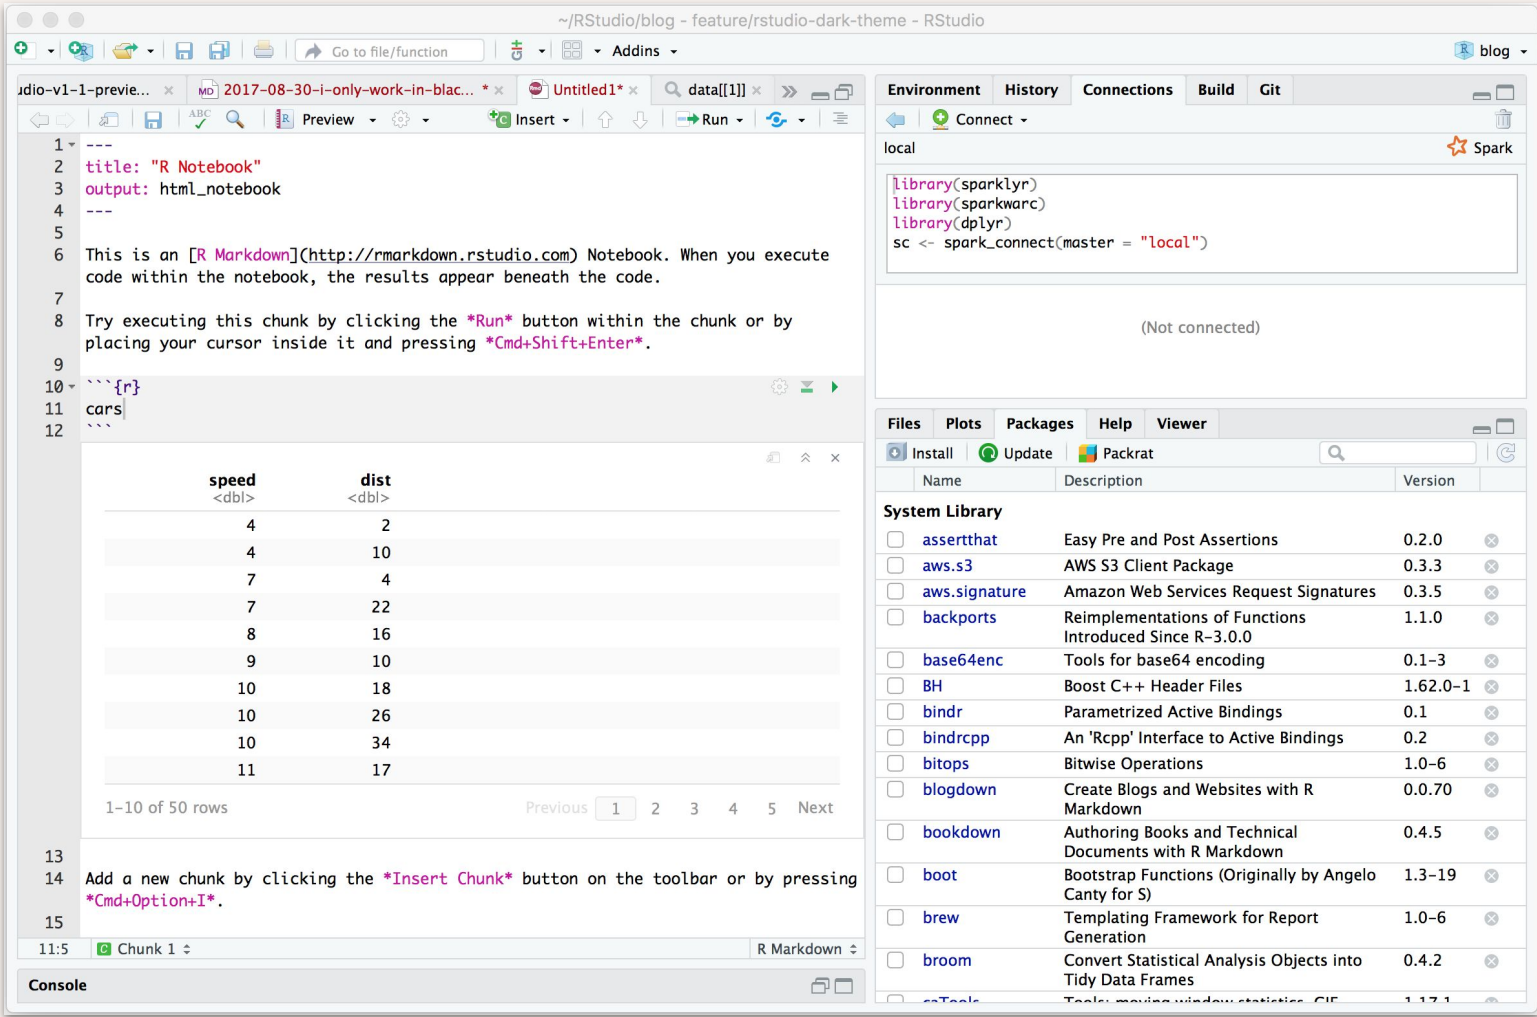 ~/RStudio/blog - feature/rstudio-dark-theme - RStudio
Go to file/function
Addins
blog
udio-v1-1-previe...
MD 2017-08-30-i-only-work-in-blac... *
Untitled1*
data[[1]]
ABC
Preview
Insert
Run
1 ---
2 title: "R Notebook"
3 output: html_notebook
4 ---
5
6 This is an [R Markdown](http://rmarkdown.rstudio.com) Notebook. When you execute
code within the notebook, the results appear beneath the code.
7
8 Try executing this chunk by clicking the *Run* button within the chunk or by
placing your cursor inside it and pressing *Cmd+Shift+Enter*.
9
10 ```{r}
11 cars
12 ```
speed dist
<dbl> <dbl>
4 2
4 10
7 4
7 22
8 16
9 10
10 18
10 26
10 34
11 17
1-10 of 50 rows
Previous 1 2 3 4 5 Next
13
14 Add a new chunk by clicking the *Insert Chunk* button on the toolbar or by pressing
*Cmd+Option+I*.
15
11:5 Chunk 1 R Markdown
Console
Environment History Connections Build Git
Connect
local Spark
library(sparklyr)
library(sparkwarc)
library(dplyr)
sc <- spark_connect(master = "local")
(Not connected)
Files Plots Packages Help Viewer
Install Update Packrat
Name Description Version
System Library
assertthat Easy Pre and Post Assertions 0.2.0
aws.s3 AWS S3 Client Package 0.3.3
aws.signature Amazon Web Services Request Signatures 0.3.5
backports Reimplementations of Functions 1.1.0
Introduced Since R-3.0.0
base64enc Tools for base64 encoding 0.1-3
BH Boost C++ Header Files 1.62.0-1
bindr Parametrized Active Bindings 0.1
bindrcpp An 'Rcpp' Interface to Active Bindings 0.2
bitops Bitwise Operations 1.0-6
blogdown Create Blogs and Websites with R 0.0.70
Markdown
bookdown Authoring Books and Technical 0.4.5
Documents with R Markdown
boot Bootstrap Functions (Originally by Angelo 1.3-19
Canty for S)
brew Templating Framework for Report 1.0-6
Generation
broom Convert Statistical Analysis Objects into 0.4.2
Tidy Data Frames
caTools Tools: moving window statistics, GIF, 1.17.1